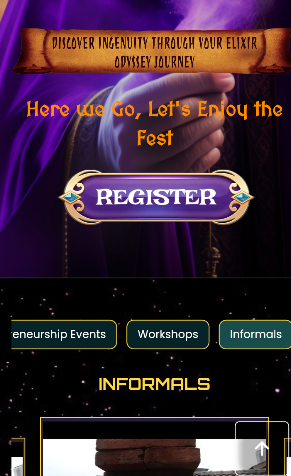 DISCOVER INGENUITY THROUGH YOUR ELIXIR
ODYSSEY JOURNEY
Here we Go, Let's Enjoy the
Fest
REGISTER
reneurship Events
Workshops
Informals
INFORMALS